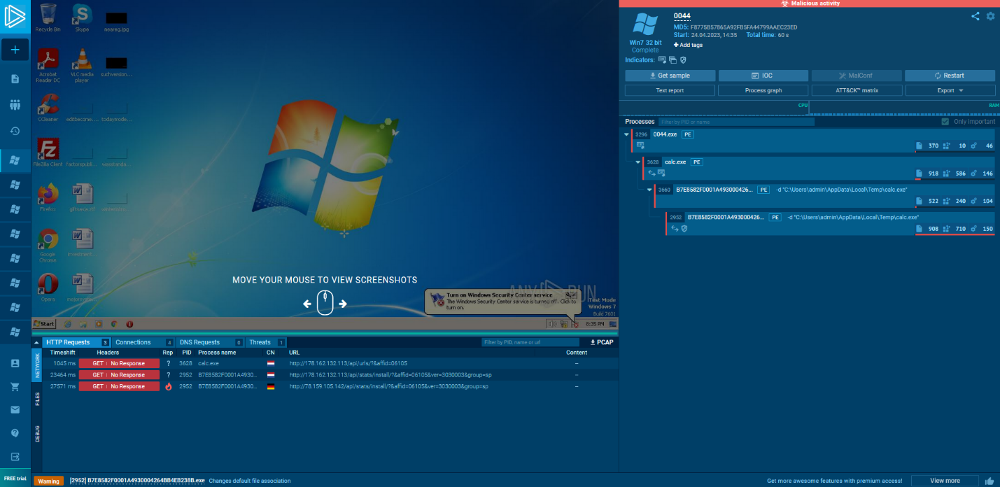 Malicious activity
Recycle Bin
Skype
nsareg.jpg
Acrobat Reader DC
VLC media player
suchversion...
CCleaner
editbecome....
todaymode...
FileZilla Client
factorspubl...
wasstanda...
Firefox
Google Chrome
investment...
Opera
MOVE YOUR MOUSE TO VIEW SCREENSHOTS
ANY RUN
Turn on Windows Security Center service
The Windows Security Center service is turned off. Click to
turn on.
Test Mode
Windows 7
Build 7601
Start
8:35 PM
0044
MD5: F8775B57865A92FB5FA44799AAEC23ED
Start: 24.04.2023, 14:35 Total time: 60 s
Win7 32 bit
Complete
Add tags
Indicators:
Get sample
IOC
MalConf
Restart
Text report
Process graph
ATT&CK™ matrix
Export
CPU
RAM
Processes
Filter by PID or name
Only important
3296 0044.exe PE
370 10 46
3628 calc.exe PE
918 586 146
3660 B7E8582F0001A493000426... PE -d "C:\Users\admin\AppData\Local\Temp\calc.exe"
522 240 104
2952 B7E8582F0001A493000426... PE -d "C:\Users\admin\AppData\Local\Temp\calc.exe"
908 710 150
HTTP Requests 3 Connections 4 DNS Requests 0 Threats 1 Filter by PID, name or url PCAP
NETWORK
FILES
DEBUG
Timeshift Headers Rep PID Process name CN URL Content
1045 ms GET | No Response ? 3628 calc.exe http://178.162.132.113/api/urls/?&affid=06105 –
23464 ms GET | No Response ? 2952 B7E8582F0001A4930... http://178.162.132.113/api/stats/install/?&affid=06105&ver=3030003&group=sp –
27571 ms GET | No Response 2952 B7E8582F0001A4930... http://78.159.105.142/api/stats/install/?&affid=06105&ver=3030003&group=sp –
FREE trial
Warning [2952] B7E8582F0001A4930004264BB4EB238B.exe Changes default file association
Get more awesome features with premium access! View more